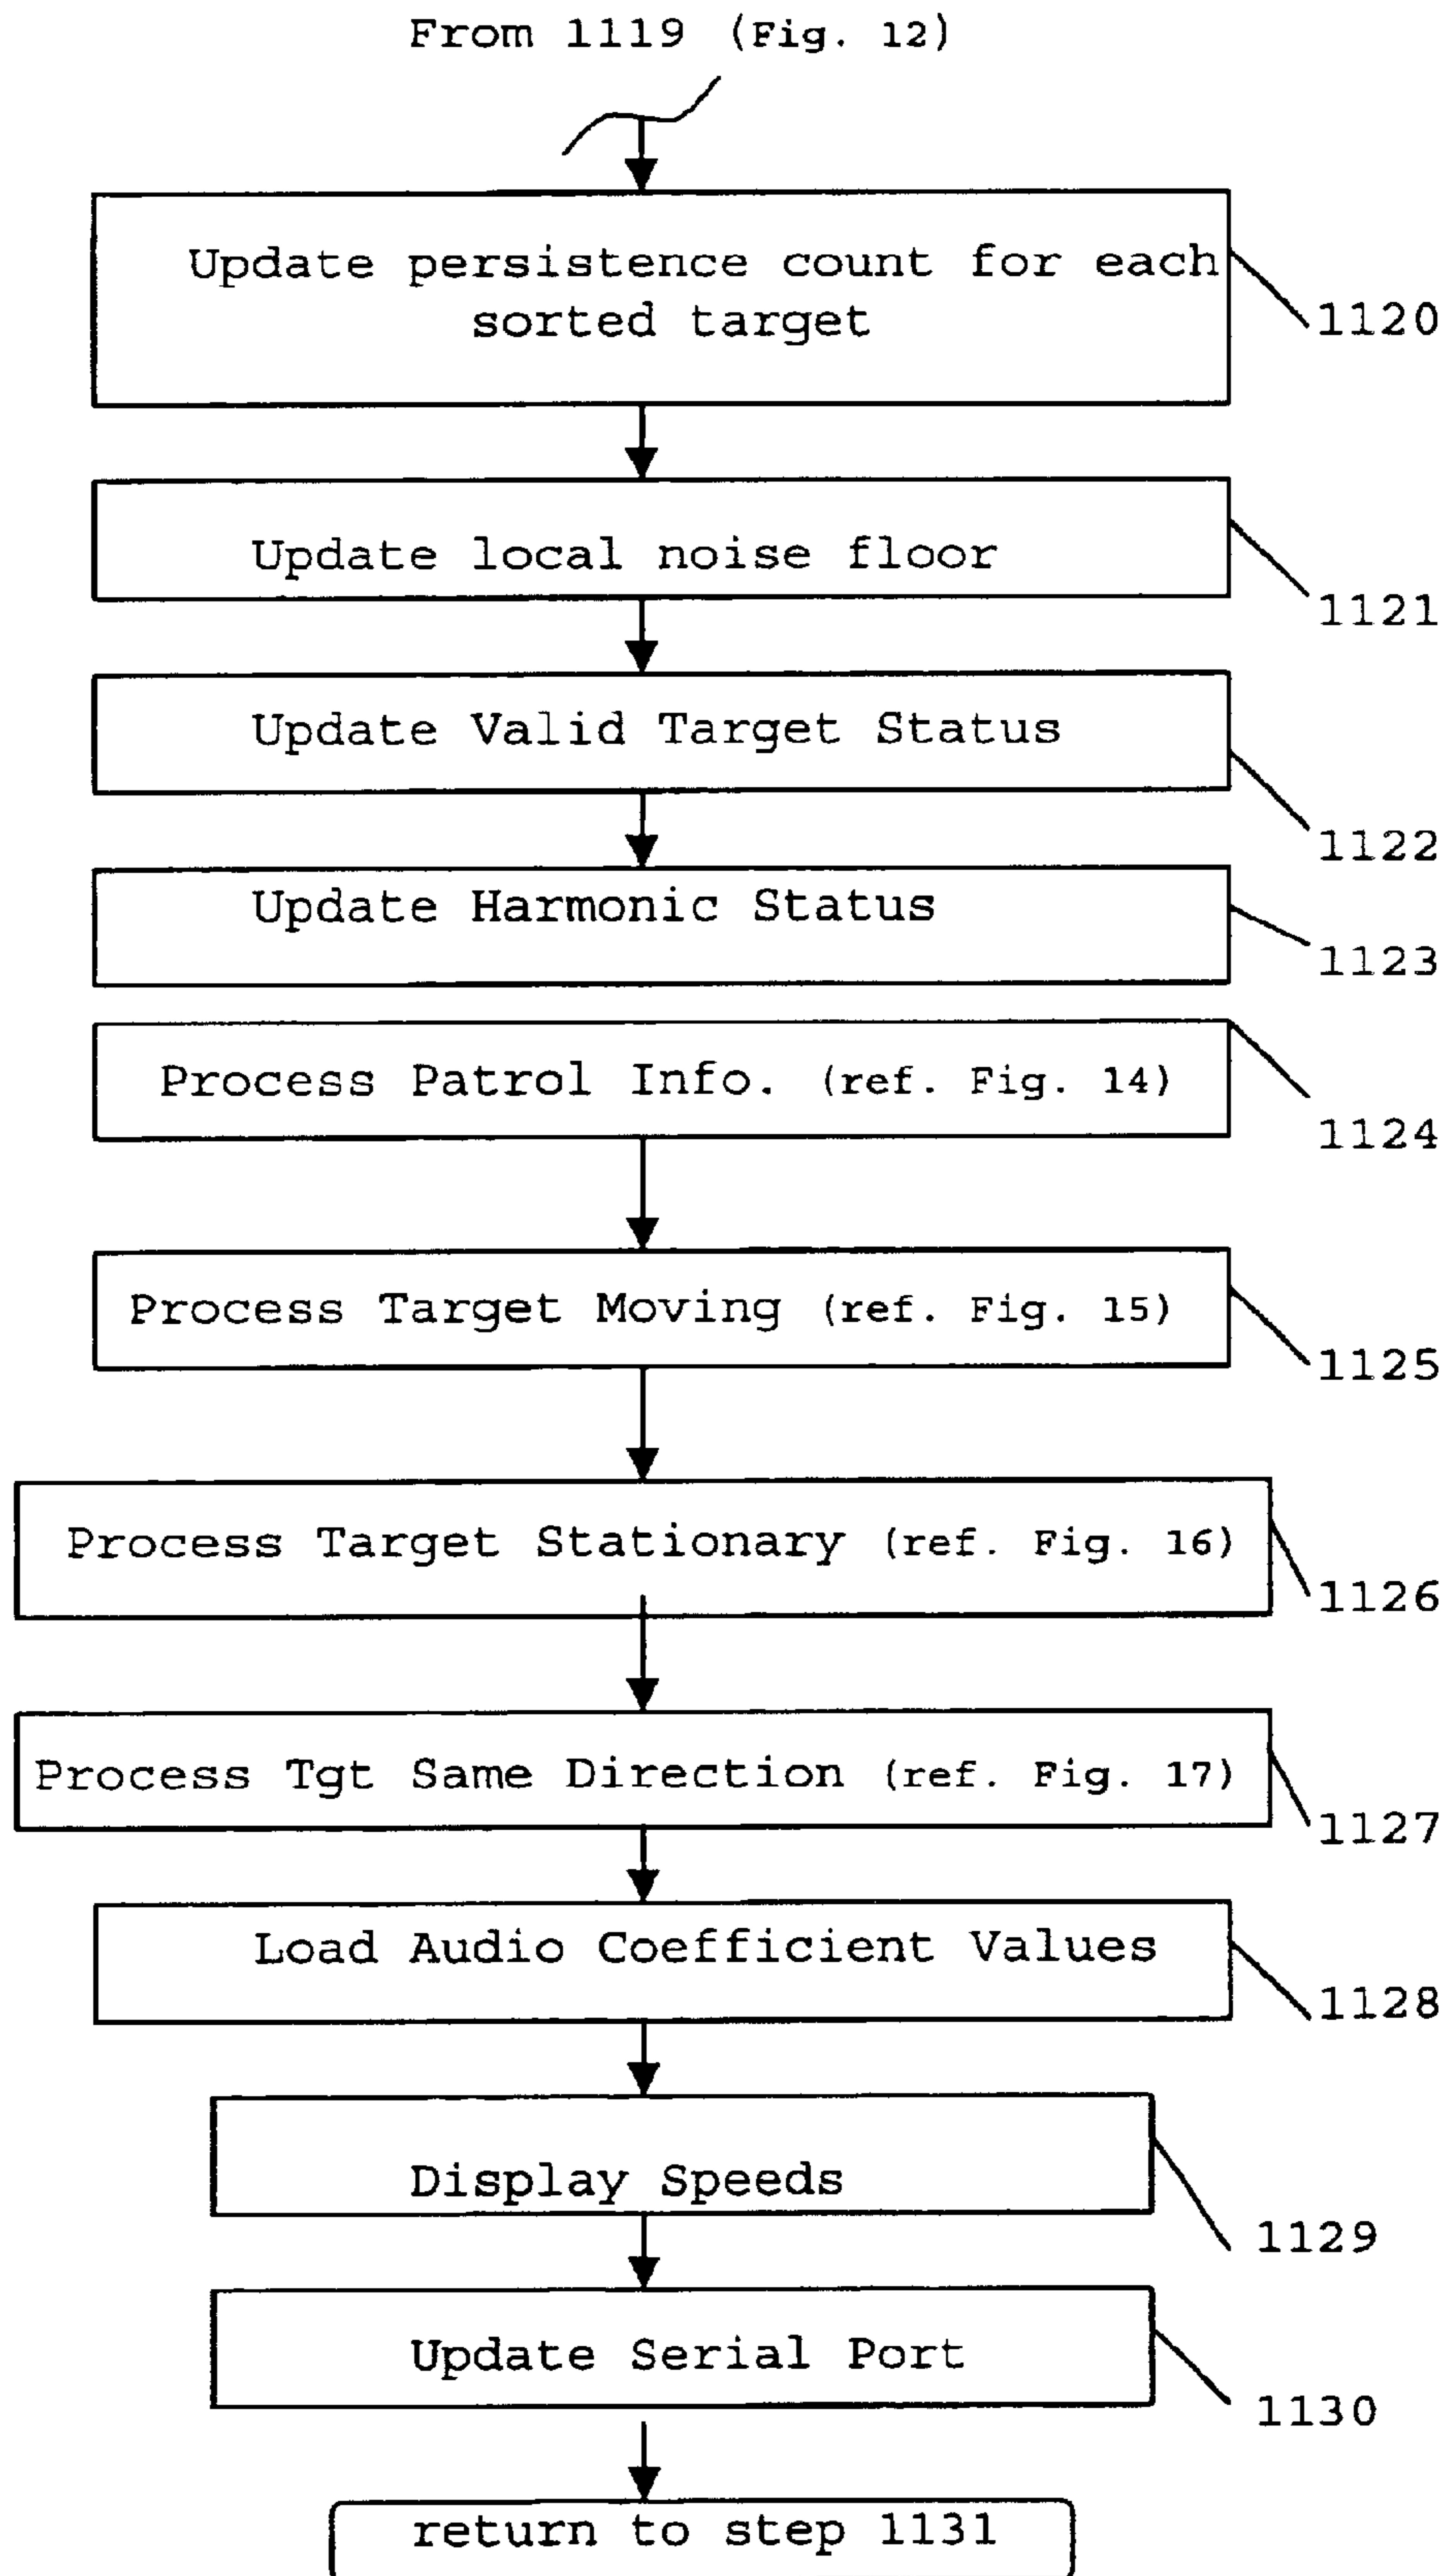 From 1119 (Fig. 12)
Update persistence count for each
sorted target
1120
Update local noise floor
1121
Update Valid Target Status
1122
Update Harmonic Status
1123
Process Patrol Info. (ref. Fig. 14)
1124
Process Target Moving (ref. Fig. 15)
1125
Process Target Stationary (ref. Fig. 16)
1126
Process Tgt Same Direction (ref. Fig. 17)
1127
Load Audio Coefficient Values
1128
Display Speeds
1129
Update Serial Port
1130
return to step 1131